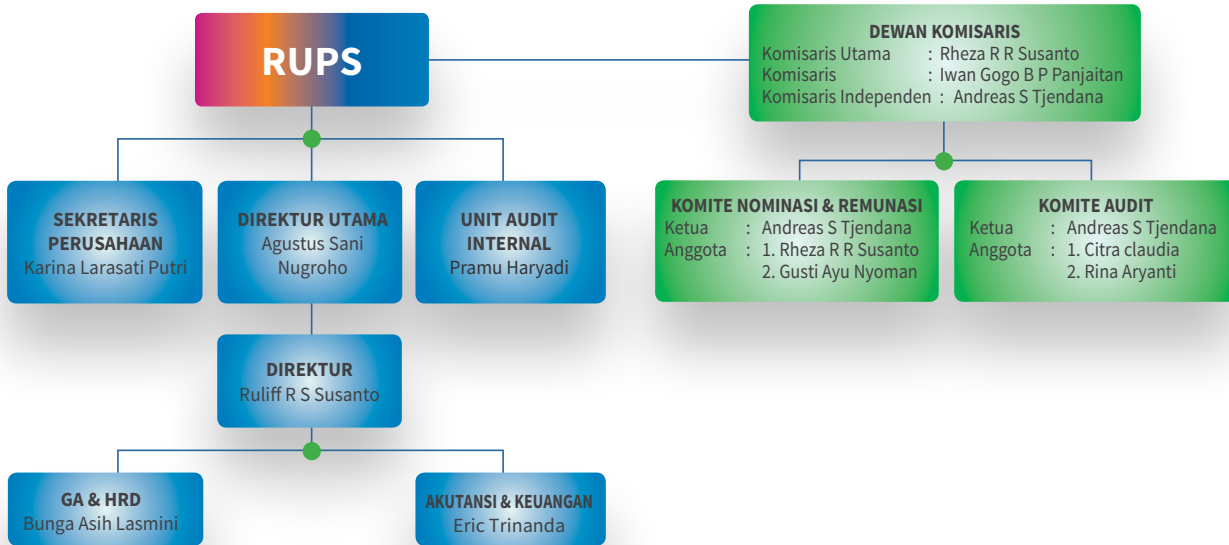 RUPS
DEWAN KOMISARIS
Komisaris Utama : Rheza R R Susanto
Komisaris : Iwan Gogo B P Panjaitan
Komisaris Independen : Andreas S Tjendana
SEKRETARIS
PERUSAHAAN
Karina Larasati Putri
DIREKTUR UTAMA
Agustus Sani
Nugroho
UNIT AUDIT
INTERNAL
Pramu Haryadi
KOMITE NOMINASI & REMUNASI
Ketua : Andreas S Tjendana
Anggota : 1. Rheza R R Susanto
2. Gusti Ayu Nyoman
KOMITE AUDIT
Ketua : Andreas S Tjendana
Anggota : 1. Citra claudia
2. Rina Aryanti
DIREKTUR
Ruliff R S Susanto
GA & HRD
Bunga Asih Lasmini
AKUTANSI & KEUANGAN
Eric Trinanda